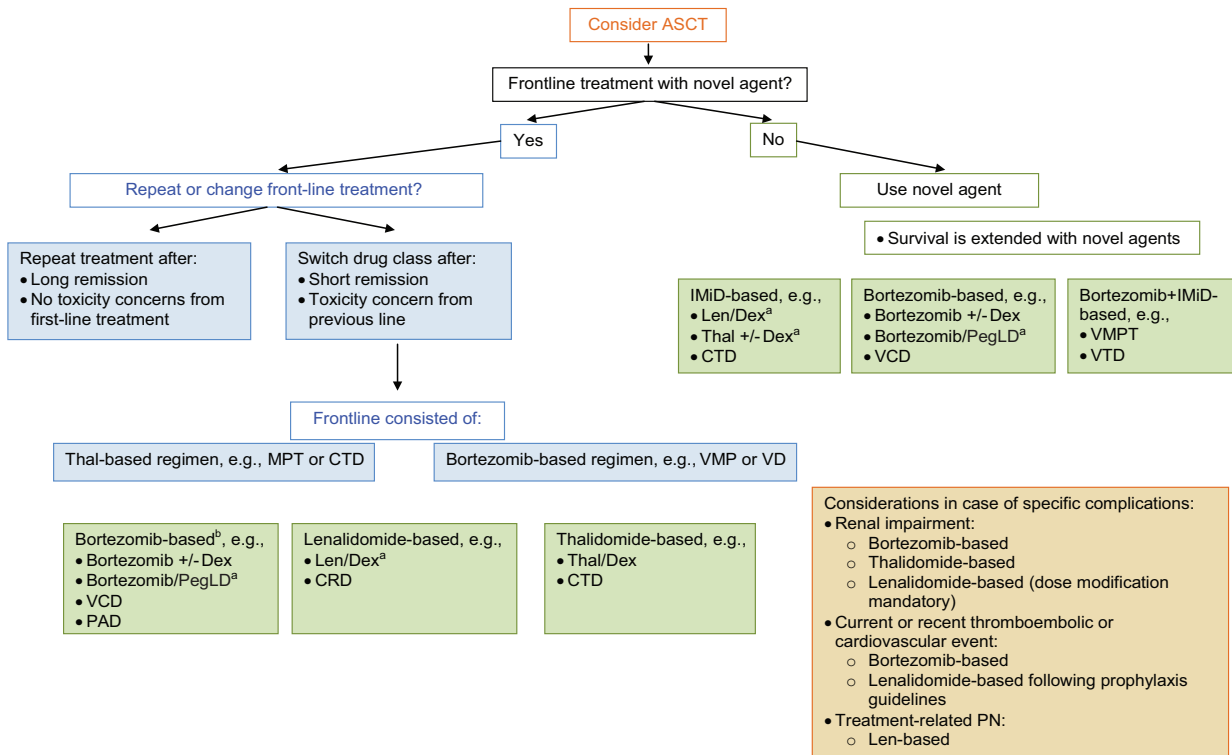 Consider ASCT
Frontline treatment with novel agent?
Yes
No
Repeat or change front-line treatment?
Use novel agent
• Survival is extended with novel agents
Repeat treatment after:
• Long remission
• No toxicity concerns from
first-line treatment
Switch drug class after:
• Short remission
• Toxicity concern from
previous line
IMiD-based, e.g.,
• Len/Dexᵃ
• Thal +/- Dexᵃ
• CTD
Bortezomib-based, e.g.,
• Bortezomib +/- Dex
• Bortezomib/PegLDᵃ
• VCD
Bortezomib+IMiD-
based, e.g.,
• VMPT
• VTD
Frontline consisted of:
Thal-based regimen, e.g., MPT or CTD
Bortezomib-based regimen, e.g., VMP or VD
Bortezomib-basedᵇ, e.g.,
• Bortezomib +/- Dex
• Bortezomib/PegLDᵃ
• VCD
• PAD
Lenalidomide-based, e.g.,
• Len/Dexᵃ
• CRD
Thalidomide-based, e.g.,
• Thal/Dex
• CTD
Considerations in case of specific complications:
• Renal impairment:
o Bortezomib-based
o Thalidomide-based
o Lenalidomide-based (dose modification
mandatory)
• Current or recent thromboembolic or
cardiovascular event:
o Bortezomib-based
o Lenalidomide-based following prophylaxis
guidelines
• Treatment-related PN:
o Len-based